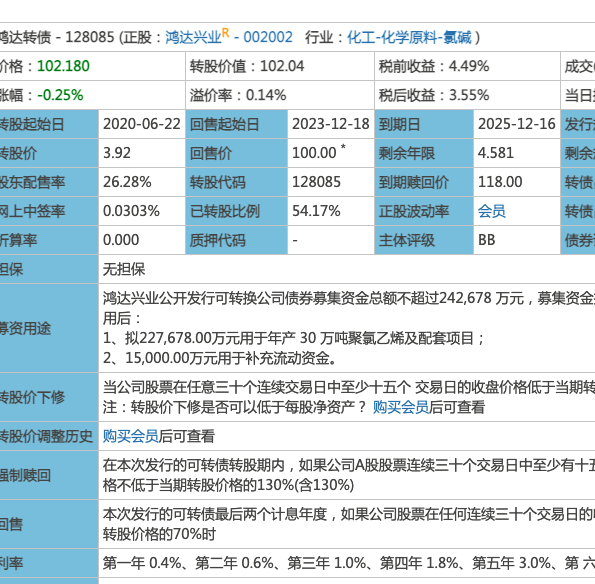 鸿达转债 - 128085 (正股：鸿达兴业R - 002002 行业：化工-化学原料-氯碱 )
价格：102.180 转股价值：102.04 税前收益：4.49% 成交
涨幅：-0.25% 溢价率：0.14% 税后收益：3.55% 当日
转股起始日 2020-06-22 回售起始日 2023-12-18 到期日 2025-12-16 发行
转股价 3.92 回售价 100.00 * 剩余年限 4.581 剩余
股东配售率 26.28% 转股代码 128085 到期赎回价 118.00 转债
网上中签率 0.0303% 已转股比例 54.17% 正股波动率 会员 转债
折算率 0.000 质押代码 - 主体评级 BB 债券
担保 无担保
募资用途 鸿达兴业公开发行可转换公司债券募集资金总额不超过242,678 万元，募集资金
用后：
1、拟227,678.00万元用于年产 30 万吨聚氯乙烯及配套项目；
2、15,000.00万元用于补充流动资金。
转股价下修 当公司股票在任意三十个连续交易日中至少十五个 交易日的收盘价格低于当期转
注：转股价下修是否可以低于每股净资产？ 购买会员后可查看
转股价调整历史 购买会员后可查看
强制赎回 在本次发行的可转债转股期内，如果公司A股股票连续三十个交易日中至少有十五
格不低于当期转股价格的130%(含130%)
回售 本次发行的可转债最后两个计息年度，如果公司股票在任何连续三十个交易日的
转股价格的70%时
利率 第一年 0.4%、第二年 0.6%、第三年 1.0%、第四年 1.8%、第五年 3.0%、第 六